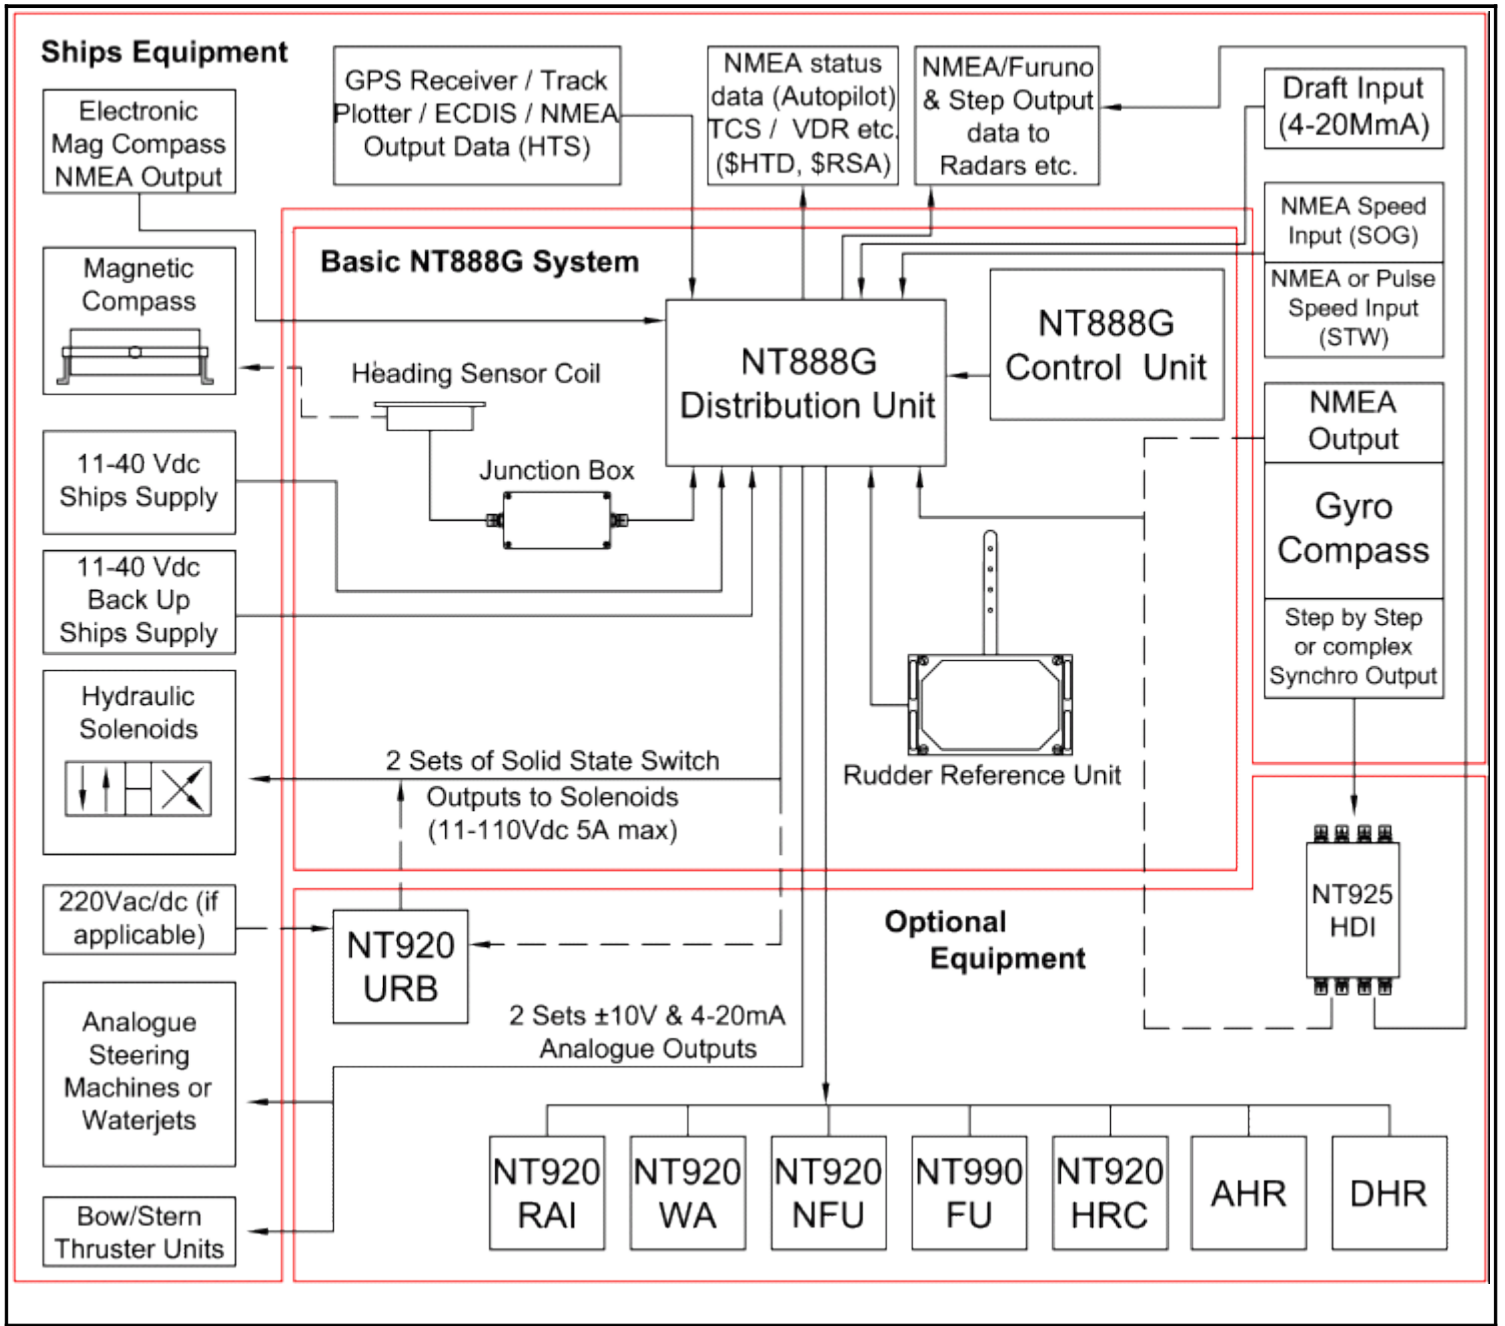 Ships Equipment
Electronic
Mag Compass
NMEA Output
GPS Receiver / Track
Plotter / ECDIS / NMEA
Output Data (HTS)
NMEA status
data (Autopilot)
TCS / VDR etc.
($HTD, $RSA)
NMEA/Furuno
& Step Output
data to
Radars etc.
Draft Input
(4-20MmA)
NMEA Speed
Input (SOG)
NMEA or Pulse
Speed Input
(STW)
Basic NT888G System
Magnetic
Compass
Heading Sensor Coil
NT888G
Distribution Unit
NT888G
Control Unit
NMEA
Output
Gyro
Compass
Step by Step
or complex
Synchro Output
Junction Box
11-40 Vdc
Ships Supply
11-40 Vdc
Back Up
Ships Supply
Hydraulic
Solenoids
2 Sets of Solid State Switch
Outputs to Solenoids
(11-110Vdc 5A max)
Rudder Reference Unit
220Vac/dc (if
applicable)
NT920
URB
Optional
Equipment
NT925
HDI
2 Sets ±10V & 4-20mA
Analogue Outputs
Analogue
Steering
Machines or
Waterjets
Bow/Stern
Thruster Units
NT920
RAI
NT920
WA
NT920
NFU
NT990
FU
NT920
HRC
AHR
DHR